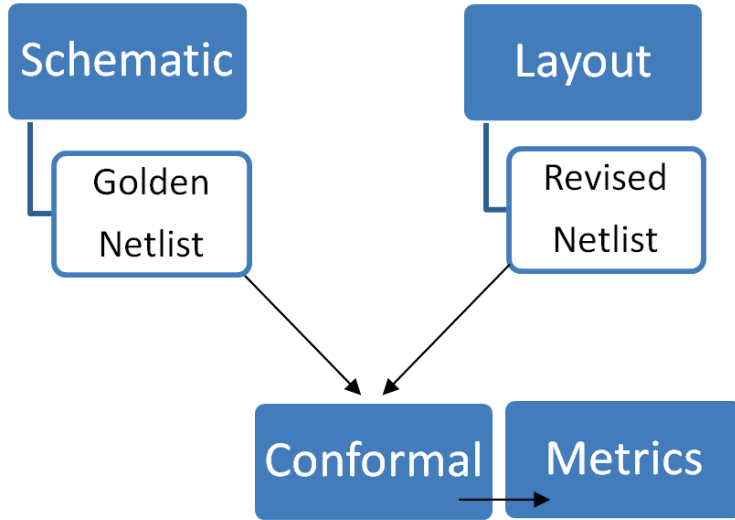 Schematic
Layout
Golden
Netlist
Revised
Netlist
Conformal
Metrics